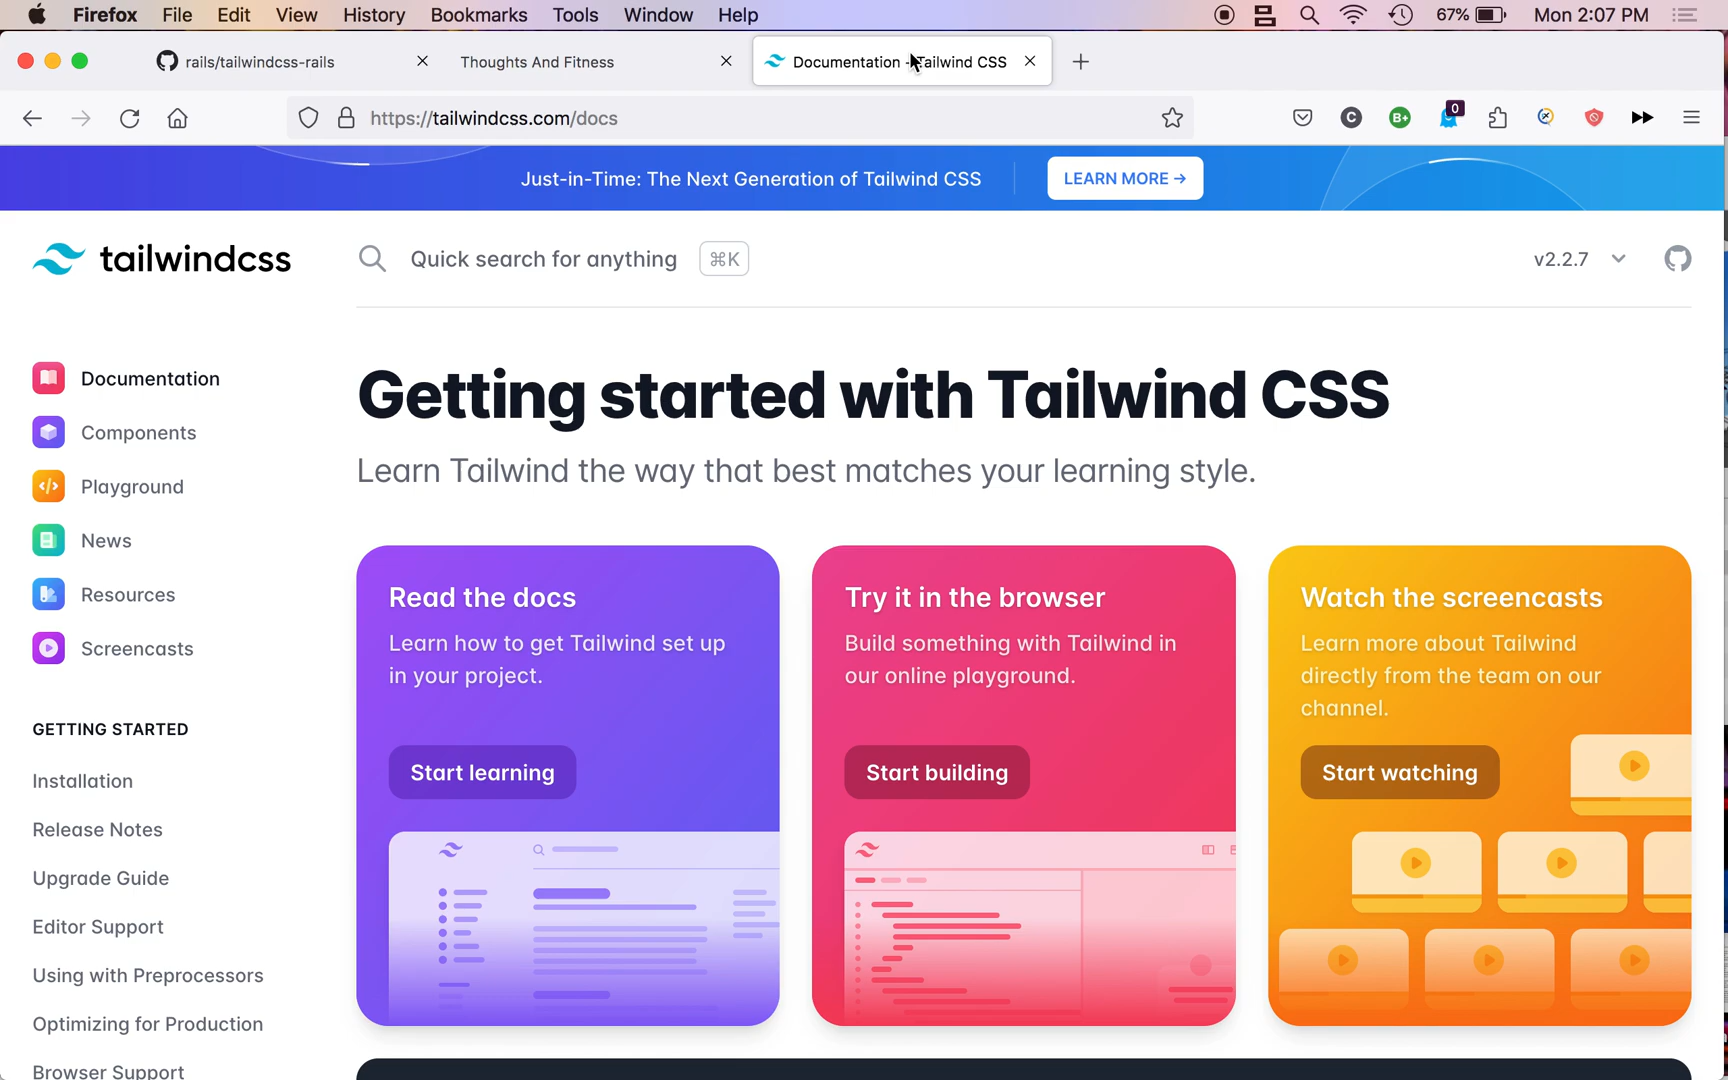 Firefox File Edit View History Bookmarks Tools Window Help 67% Mon 2:07 PM
rails/tailwindcss-rails Thoughts And Fitness Documentation - Tailwind CSS
https://tailwindcss.com/docs C B+ 0
Just-in-Time: The Next Generation of Tailwind CSS LEARN MORE →
tailwindcss Quick search for anything ⌘K v2.2.7
Documentation
Components
Playground
News
Resources
Screencasts
GETTING STARTED
Installation
Release Notes
Upgrade Guide
Editor Support
Using with Preprocessors
Optimizing for Production
Browser Support
Getting started with Tailwind CSS
Learn Tailwind the way that best matches your learning style.
Read the docs
Learn how to get Tailwind set up
in your project.
Start learning
Try it in the browser
Build something with Tailwind in
our online playground.
Start building
Watch the screencasts
Learn more about Tailwind
directly from the team on our
channel.
Start watching